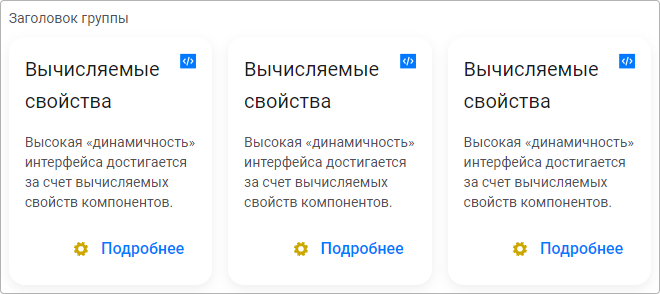 Заголовок группы
Вычисляемые
свойства
Высокая «динамичность»
интерфейса достигается
за счет вычисляемых
свойств компонентов.
Подробнее
Вычисляемые
свойства
Высокая «динамичность»
интерфейса достигается
за счет вычисляемых
свойств компонентов.
Подробнее
Вычисляемые
свойства
Высокая «динамичность»
интерфейса достигается
за счет вычисляемых
свойств компонентов.
Подробнее